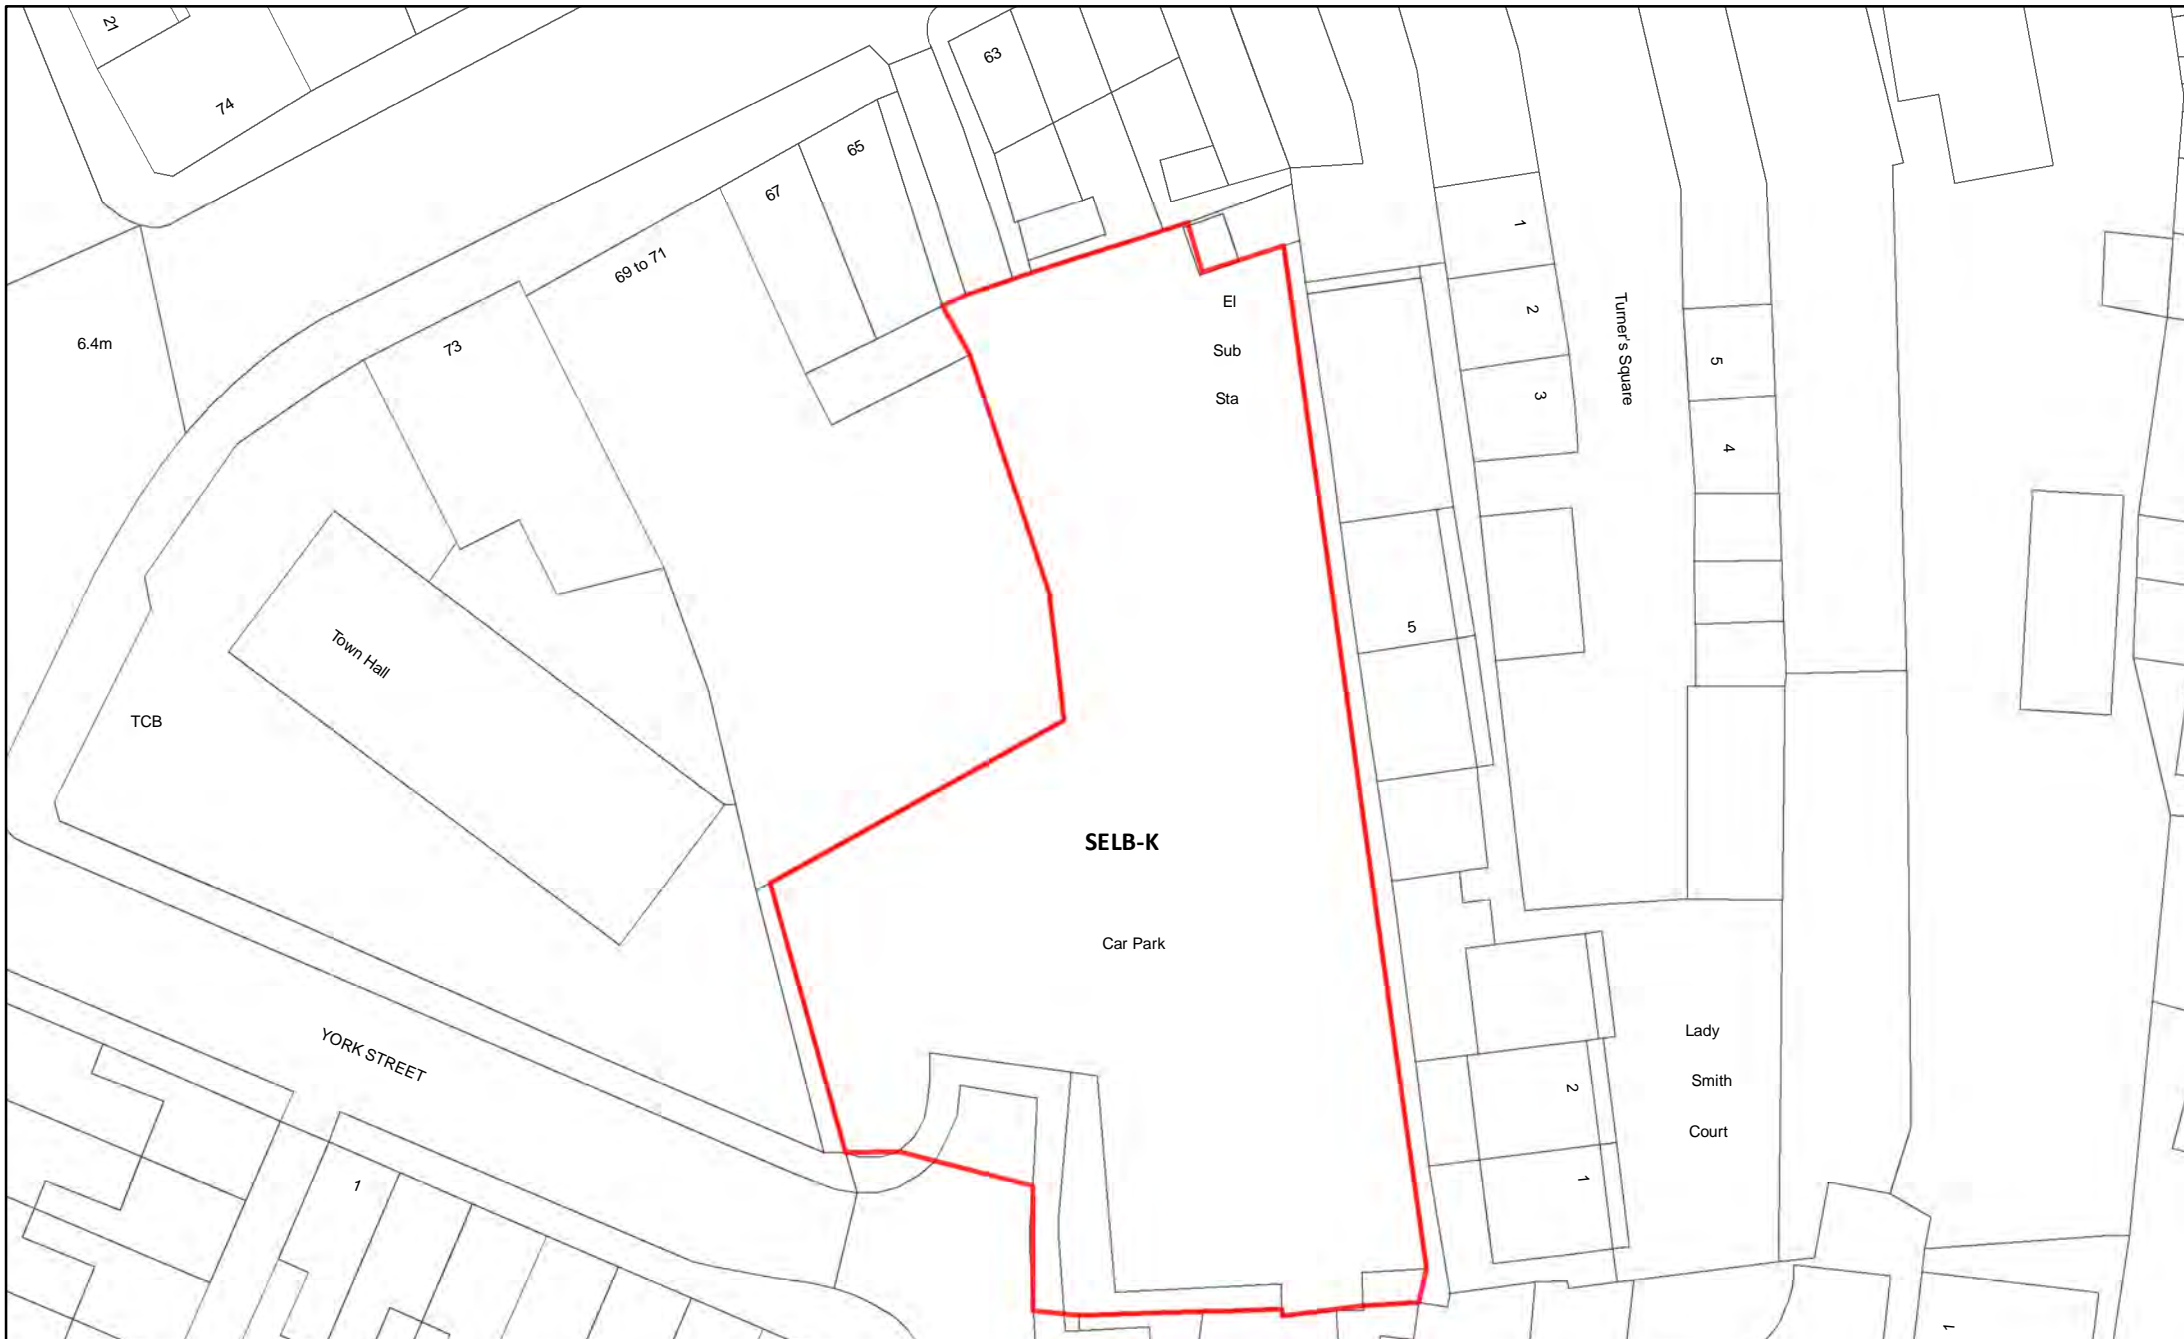 21
74
63
65
67
69 to 71
73
6.4m
El
Sub
Sta
1
2
3
Turner's Square
5
4
5
Town Hall
TCB
SELB-K
Car Park
YORK STREET
Lady
Smith
Court
2
1
1
1